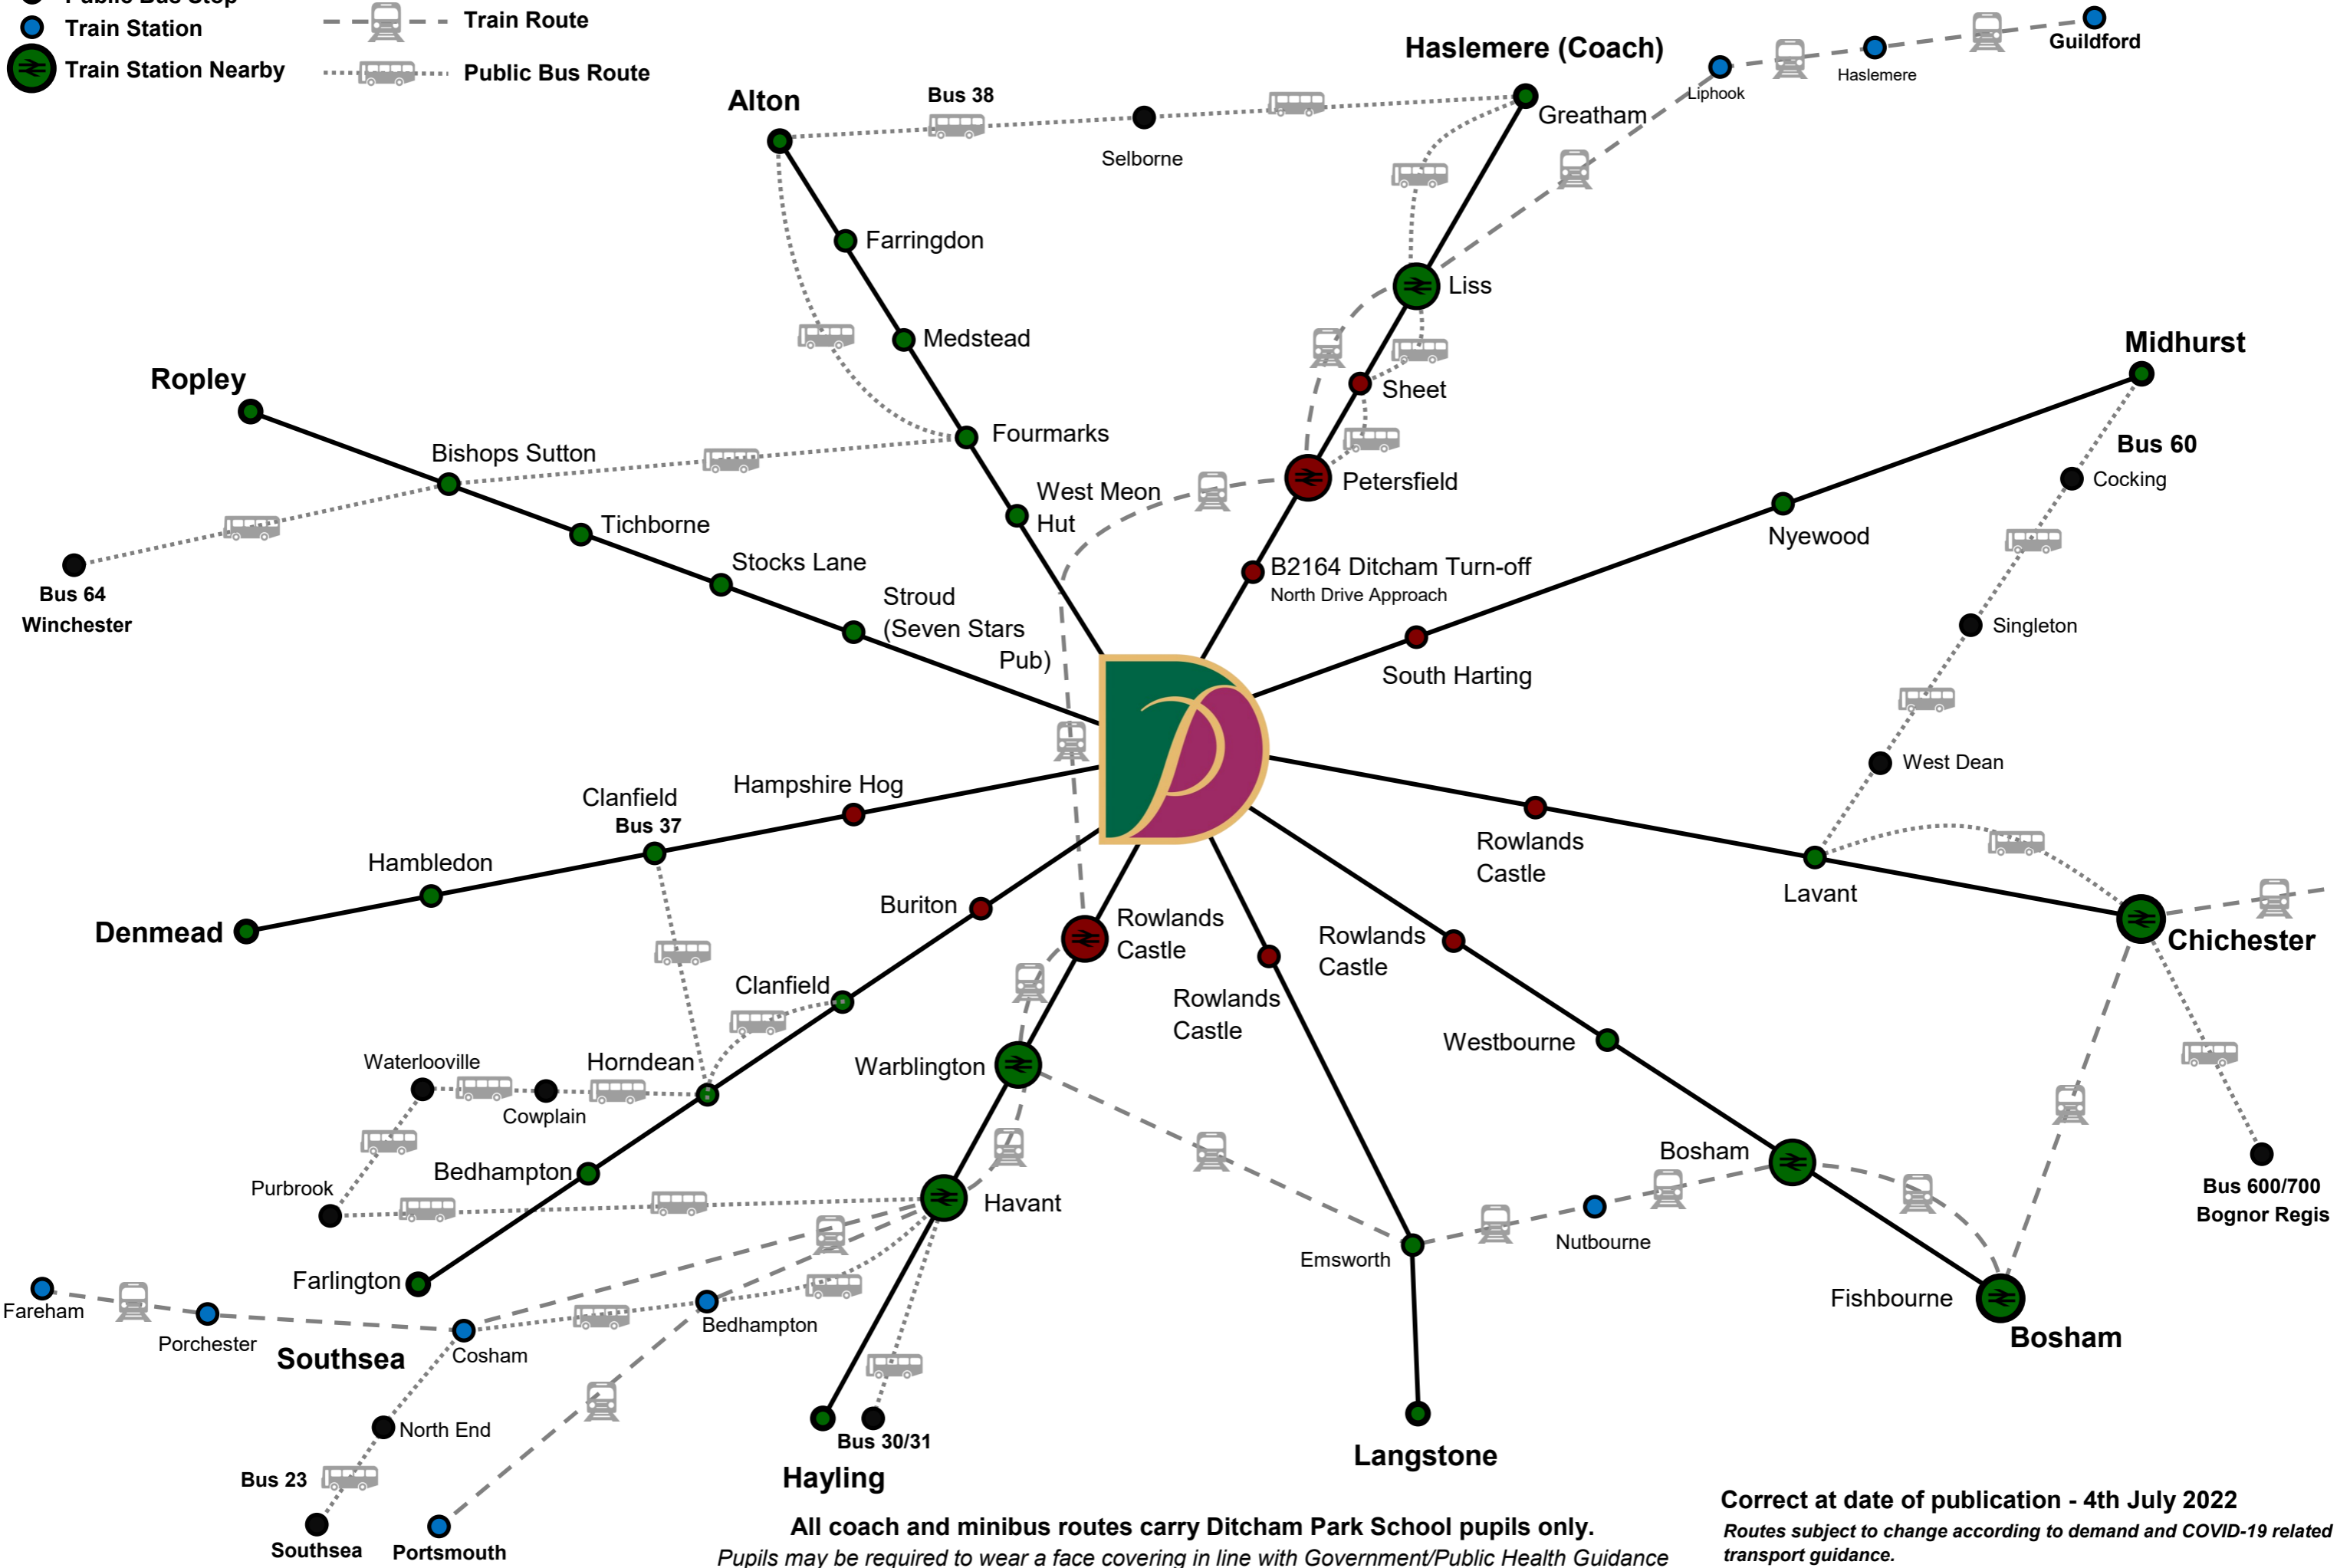 Public Bus Stop
Train Station
Train Station Nearby
Train Route
Public Bus Route
Haslemere (Coach)
Guildford
Haslemere
Liphook
Alton
Bus 38
Greatham
Selborne
Farringdon
Liss
Medstead
Midhurst
Ropley
Sheet
Bishops Sutton
Fourmarks
Bus 60
Petersfield
Cocking
West Meon
Hut
Tichborne
Nyewood
Stocks Lane
B2164 Ditcham Turn-off
North Drive Approach
Bus 64
Winchester
Stroud
(Seven Stars
Pub)
Singleton
South Harting
West Dean
Hampshire Hog
Clanfield
Bus 37
Hambledon
Rowlands
Castle
Lavant
Buriton
Denmead
Rowlands
Castle
Rowlands
Castle
Chichester
Clanfield
Rowlands
Castle
Westbourne
Waterlooville
Horndean
Warblington
Cowplain
Bosham
Bedhampton
Purbrook
Havant
Bus 600/700
Bognor Regis
Nutbourne
Emsworth
Farlington
Fishbourne
Fareham
Bedhampton
Bosham
Porchester
Southsea
Cosham
North End
Bus 30/31
Langstone
Hayling
Bus 23
Southsea
Portsmouth
Correct at date of publication - 4th July 2022
Routes subject to change according to demand and COVID-19 related
transport guidance.
All coach and minibus routes carry Ditcham Park School pupils only.
Pupils may be required to wear a face covering in line with Government/Public Health Guidance